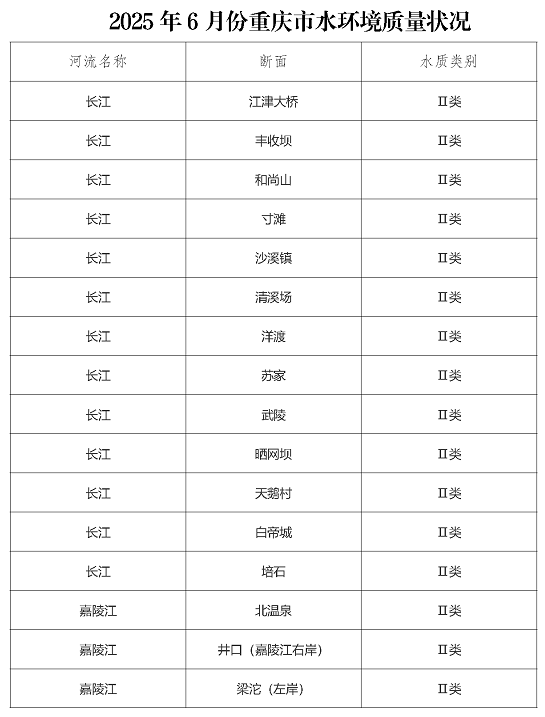 2025 年 6 月份重庆市水环境质量状况
河流名称 断面 水质类别
长江 江津大桥 Ⅱ类
长江 丰收坝 Ⅱ类
长江 和尚山 Ⅱ类
长江 寸滩 Ⅱ类
长江 沙溪镇 Ⅱ类
长江 清溪场 Ⅱ类
长江 洋渡 Ⅱ类
长江 苏家 Ⅱ类
长江 武陵 Ⅱ类
长江 晒网坝 Ⅱ类
长江 天鹅村 Ⅱ类
长江 白帝城 Ⅱ类
长江 培石 Ⅱ类
嘉陵江 北温泉 Ⅱ类
嘉陵江 井口（嘉陵江右岸） Ⅱ类
嘉陵江 梁沱（左岸） Ⅱ类